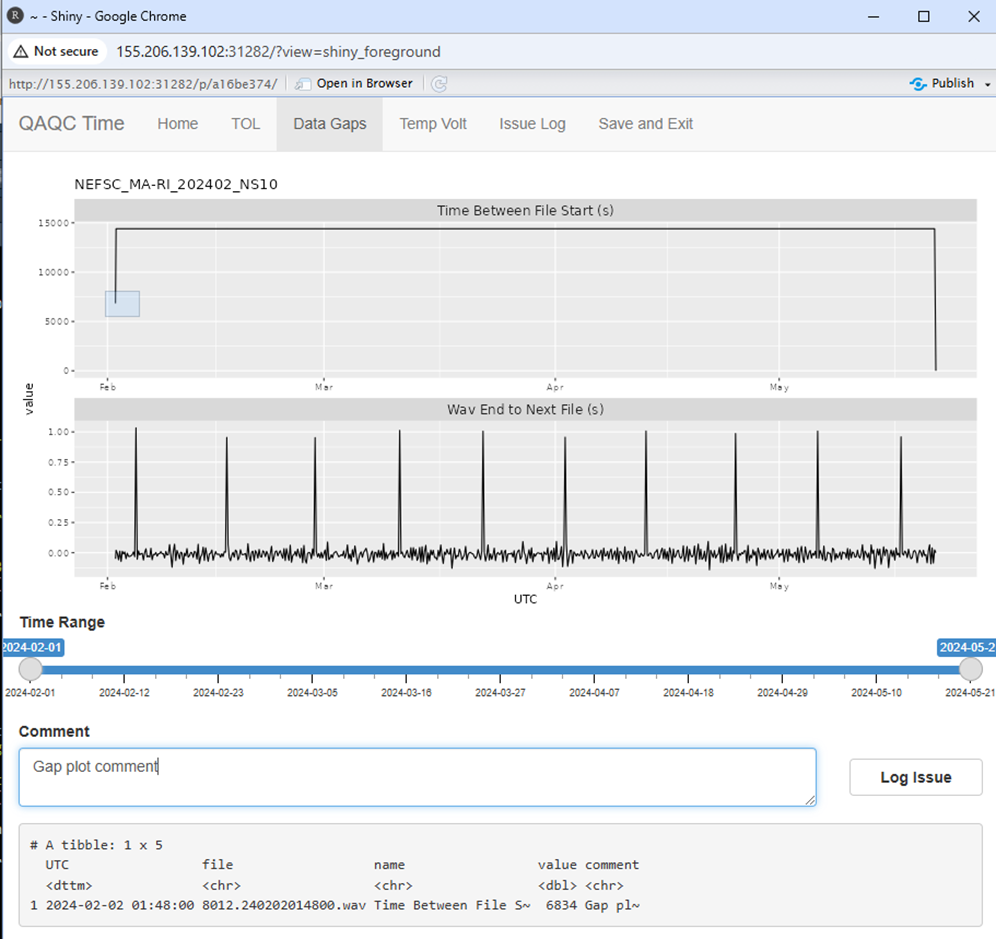 ~ - Shiny - Google Chrome
Not secure 155.206.139.102:31282/?view=shiny_foreground
http://155.206.139.102:31282/p/a16be374/ Open in Browser Publish
QAQC Time Home TOL Data Gaps Temp Volt Issue Log Save and Exit
NEFSC_MA-RI_202402_NS10
Time Between File Start (s)
15000
10000
5000
0
Feb Mar Apr May
value
Wav End to Next File (s)
1.00
0.75
0.50
0.25
0.00
Feb Mar Apr May
UTC
Time Range
2024-02-01 2024-05-2
2024-02-01 2024-02-12 2024-02-23 2024-03-05 2024-03-16 2024-03-27 2024-04-07 2024-04-18 2024-04-29 2024-05-10 2024-05-21
Comment
Gap plot comment
Log Issue
# A tibble: 1 x 5
UTC file name value comment
<dttm> <chr> <chr> <dbl> <chr>
1 2024-02-02 01:48:00 8012.240202014800.wav Time Between File S~ 6834 Gap pl~